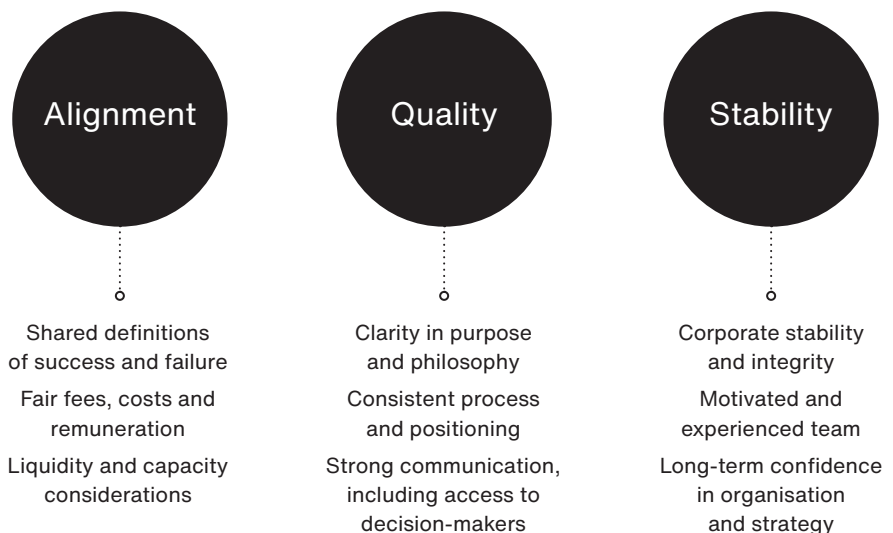 Alignment
Shared definitions
of success and failure
Fair fees, costs and
remuneration
Liquidity and capacity
considerations
Quality
Clarity in purpose
and philosophy
Consistent process
and positioning
Strong communication,
including access to
decision-makers
Stability
Corporate stability
and integrity
Motivated and
experienced team
Long-term confidence
in organisation
and strategy